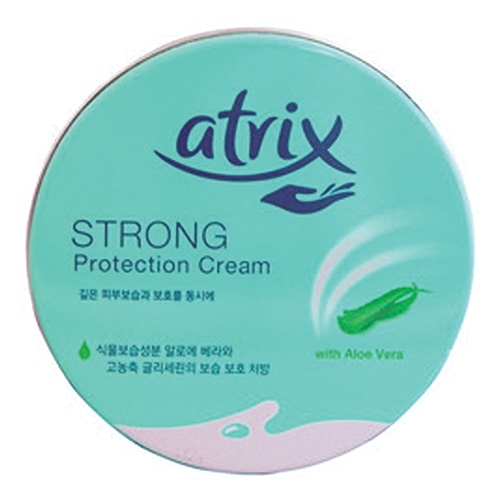 atrix
STRONG
Protection Cream
깊은 피부보습과 보호를 동시에
with Aloe Vera
식물보습성분 알로에 베라와
고농축 글리세린의 보습 보호 처방